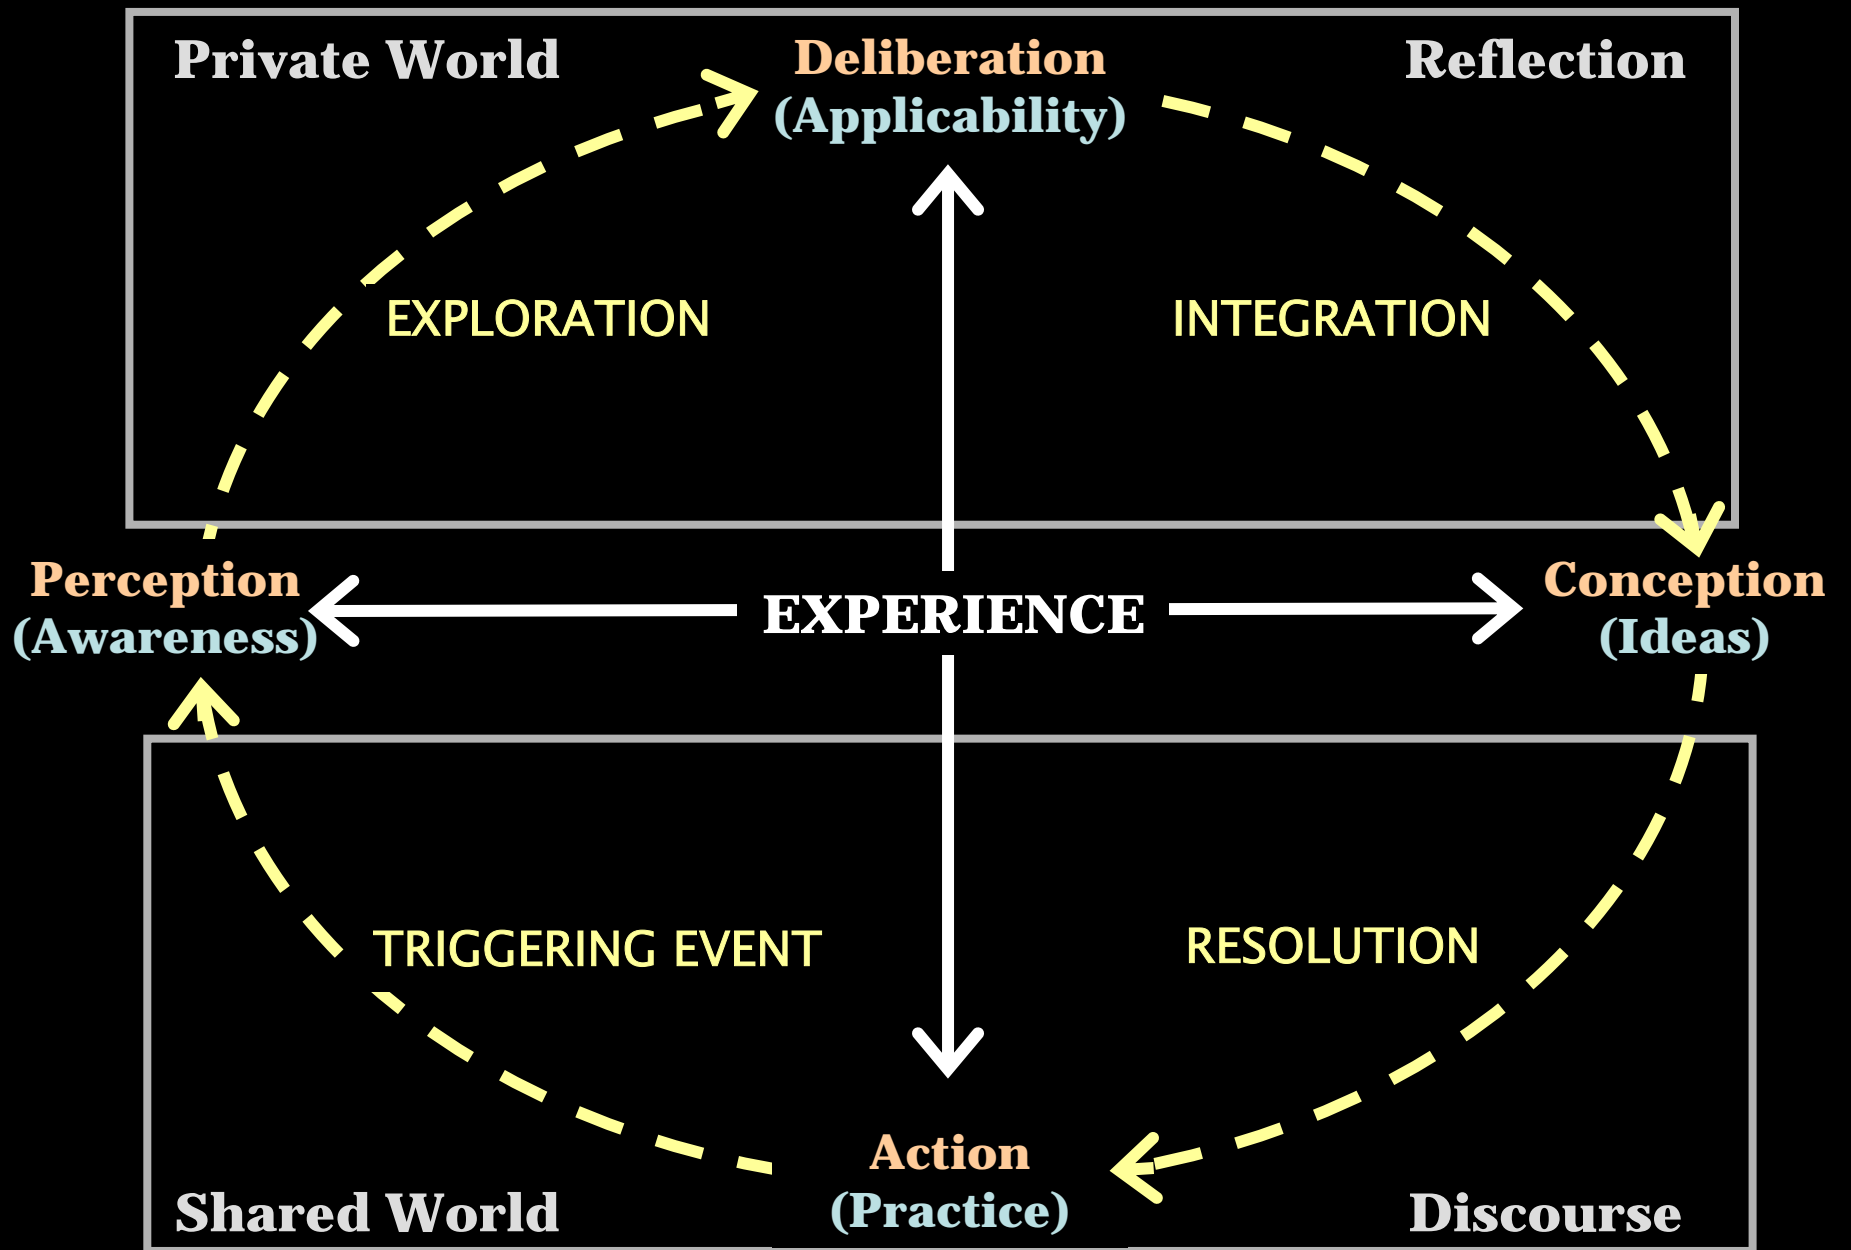 Private World
Deliberation
(Applicability)
Reflection
EXPLORATION
INTEGRATION
Perception
(Awareness)
EXPERIENCE
Conception
(Ideas)
TRIGGERING EVENT
RESOLUTION
Action
(Practice)
Shared World
Discourse